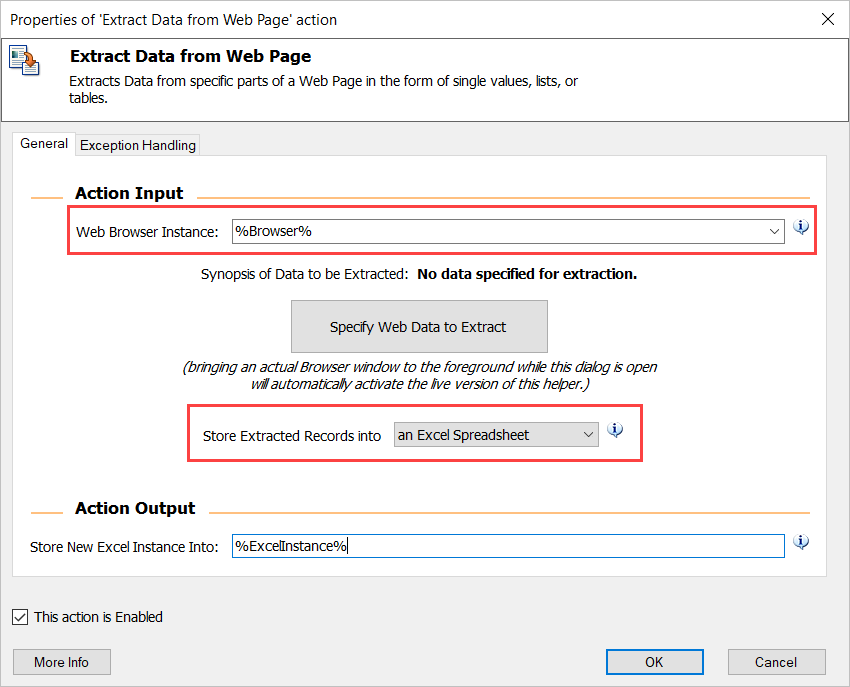 Properties of 'Extract Data from Web Page' action
Extract Data from Web Page
Extracts Data from specific parts of a Web Page in the form of single values, lists, or
tables.
General
Exception Handling
Action Input
Web Browser Instance: %Browser%
Synopsis of Data to be Extracted: No data specified for extraction.
Specify Web Data to Extract
(bringing an actual Browser window to the foreground while this dialog is open
will automatically activate the live version of this helper.)
Store Extracted Records into an Excel Spreadsheet
Action Output
Store New Excel Instance Into: %ExcelInstance%
This action is Enabled
More Info
OK
Cancel